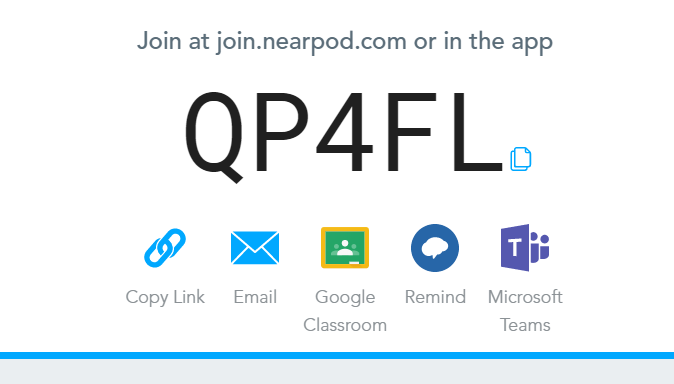 Join at join.nearpod.com or in the app
QP4FL
Copy Link
Email
Google
Classroom
Remind
T
Microsoft
Teams